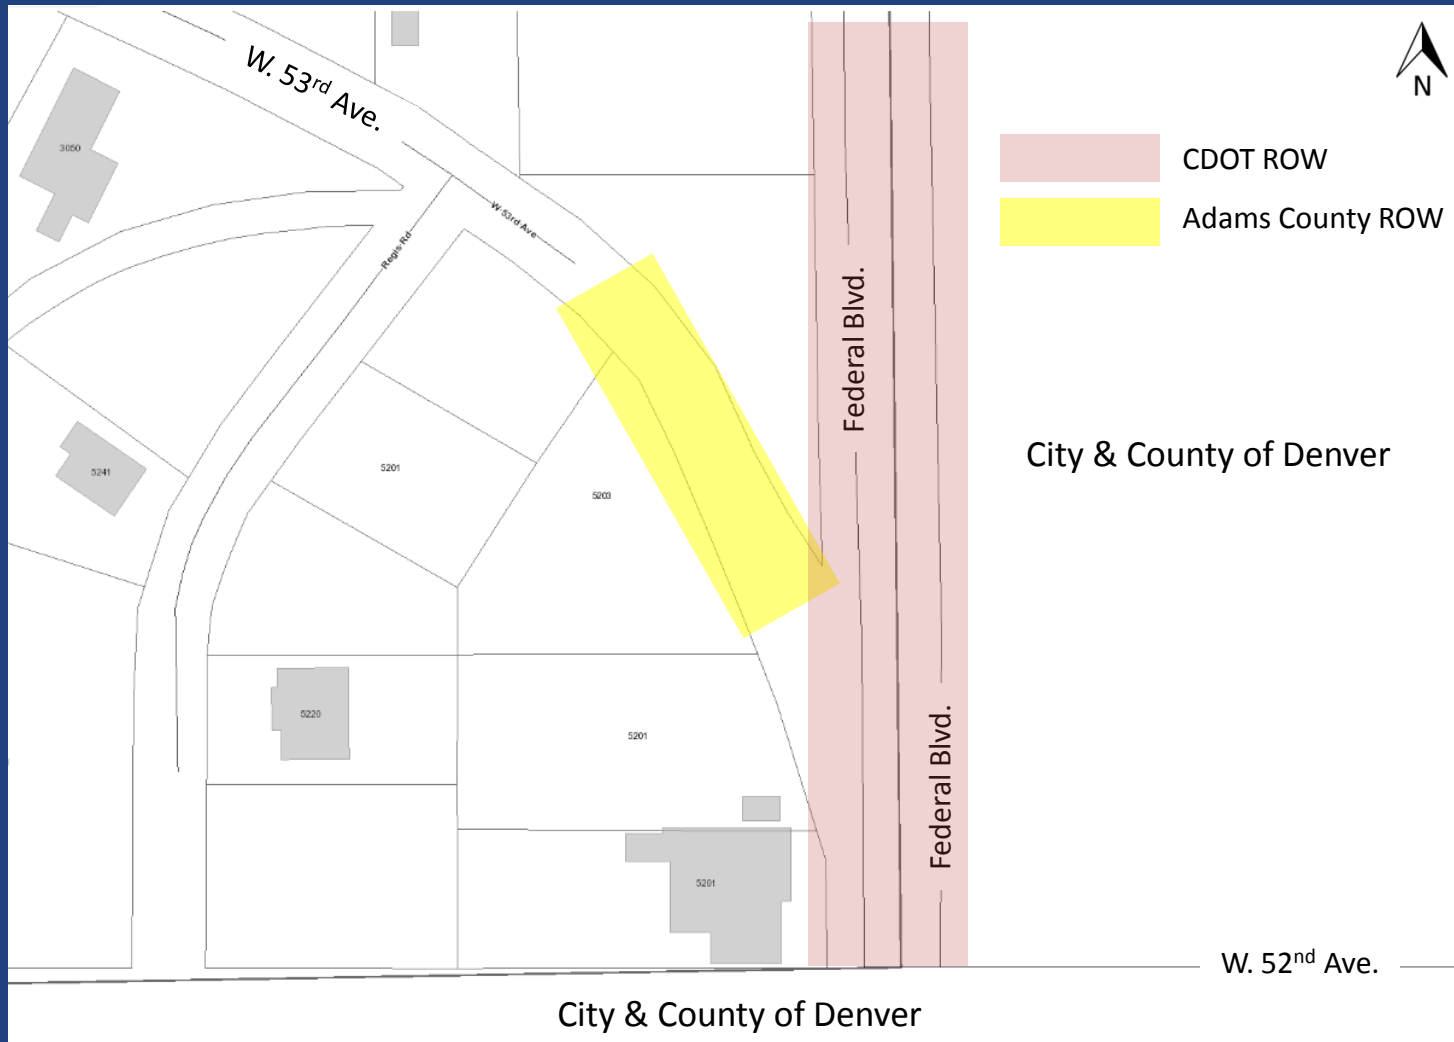 W. 53rd Ave.
N
3050
CDOT ROW
W 53rd Ave
Adams County ROW
Regis Rd
Federal Blvd.
City & County of Denver
5241
5201
5203
5220
5201
Federal Blvd.
5201
W. 52nd Ave.
City & County of Denver